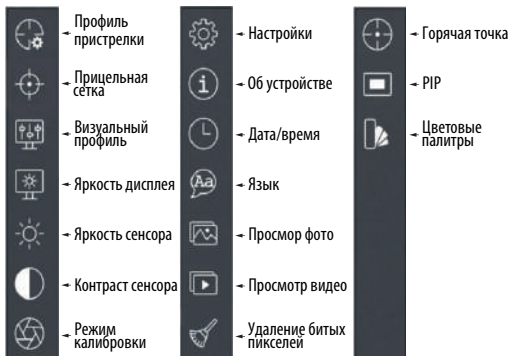 Профиль
пристрелки
Прицельная
сетка
Визуальный
профиль
Яркость дисплея
Яркость сенсора
Контраст сенсора
Режим
калибровки
Настройки
i
Об устройстве
Дата/время
Aa
Язык
Просмор фото
Просмотр видео
Удаление битых
пикселей
Горячая точка
PIP
Цветовые
палитры